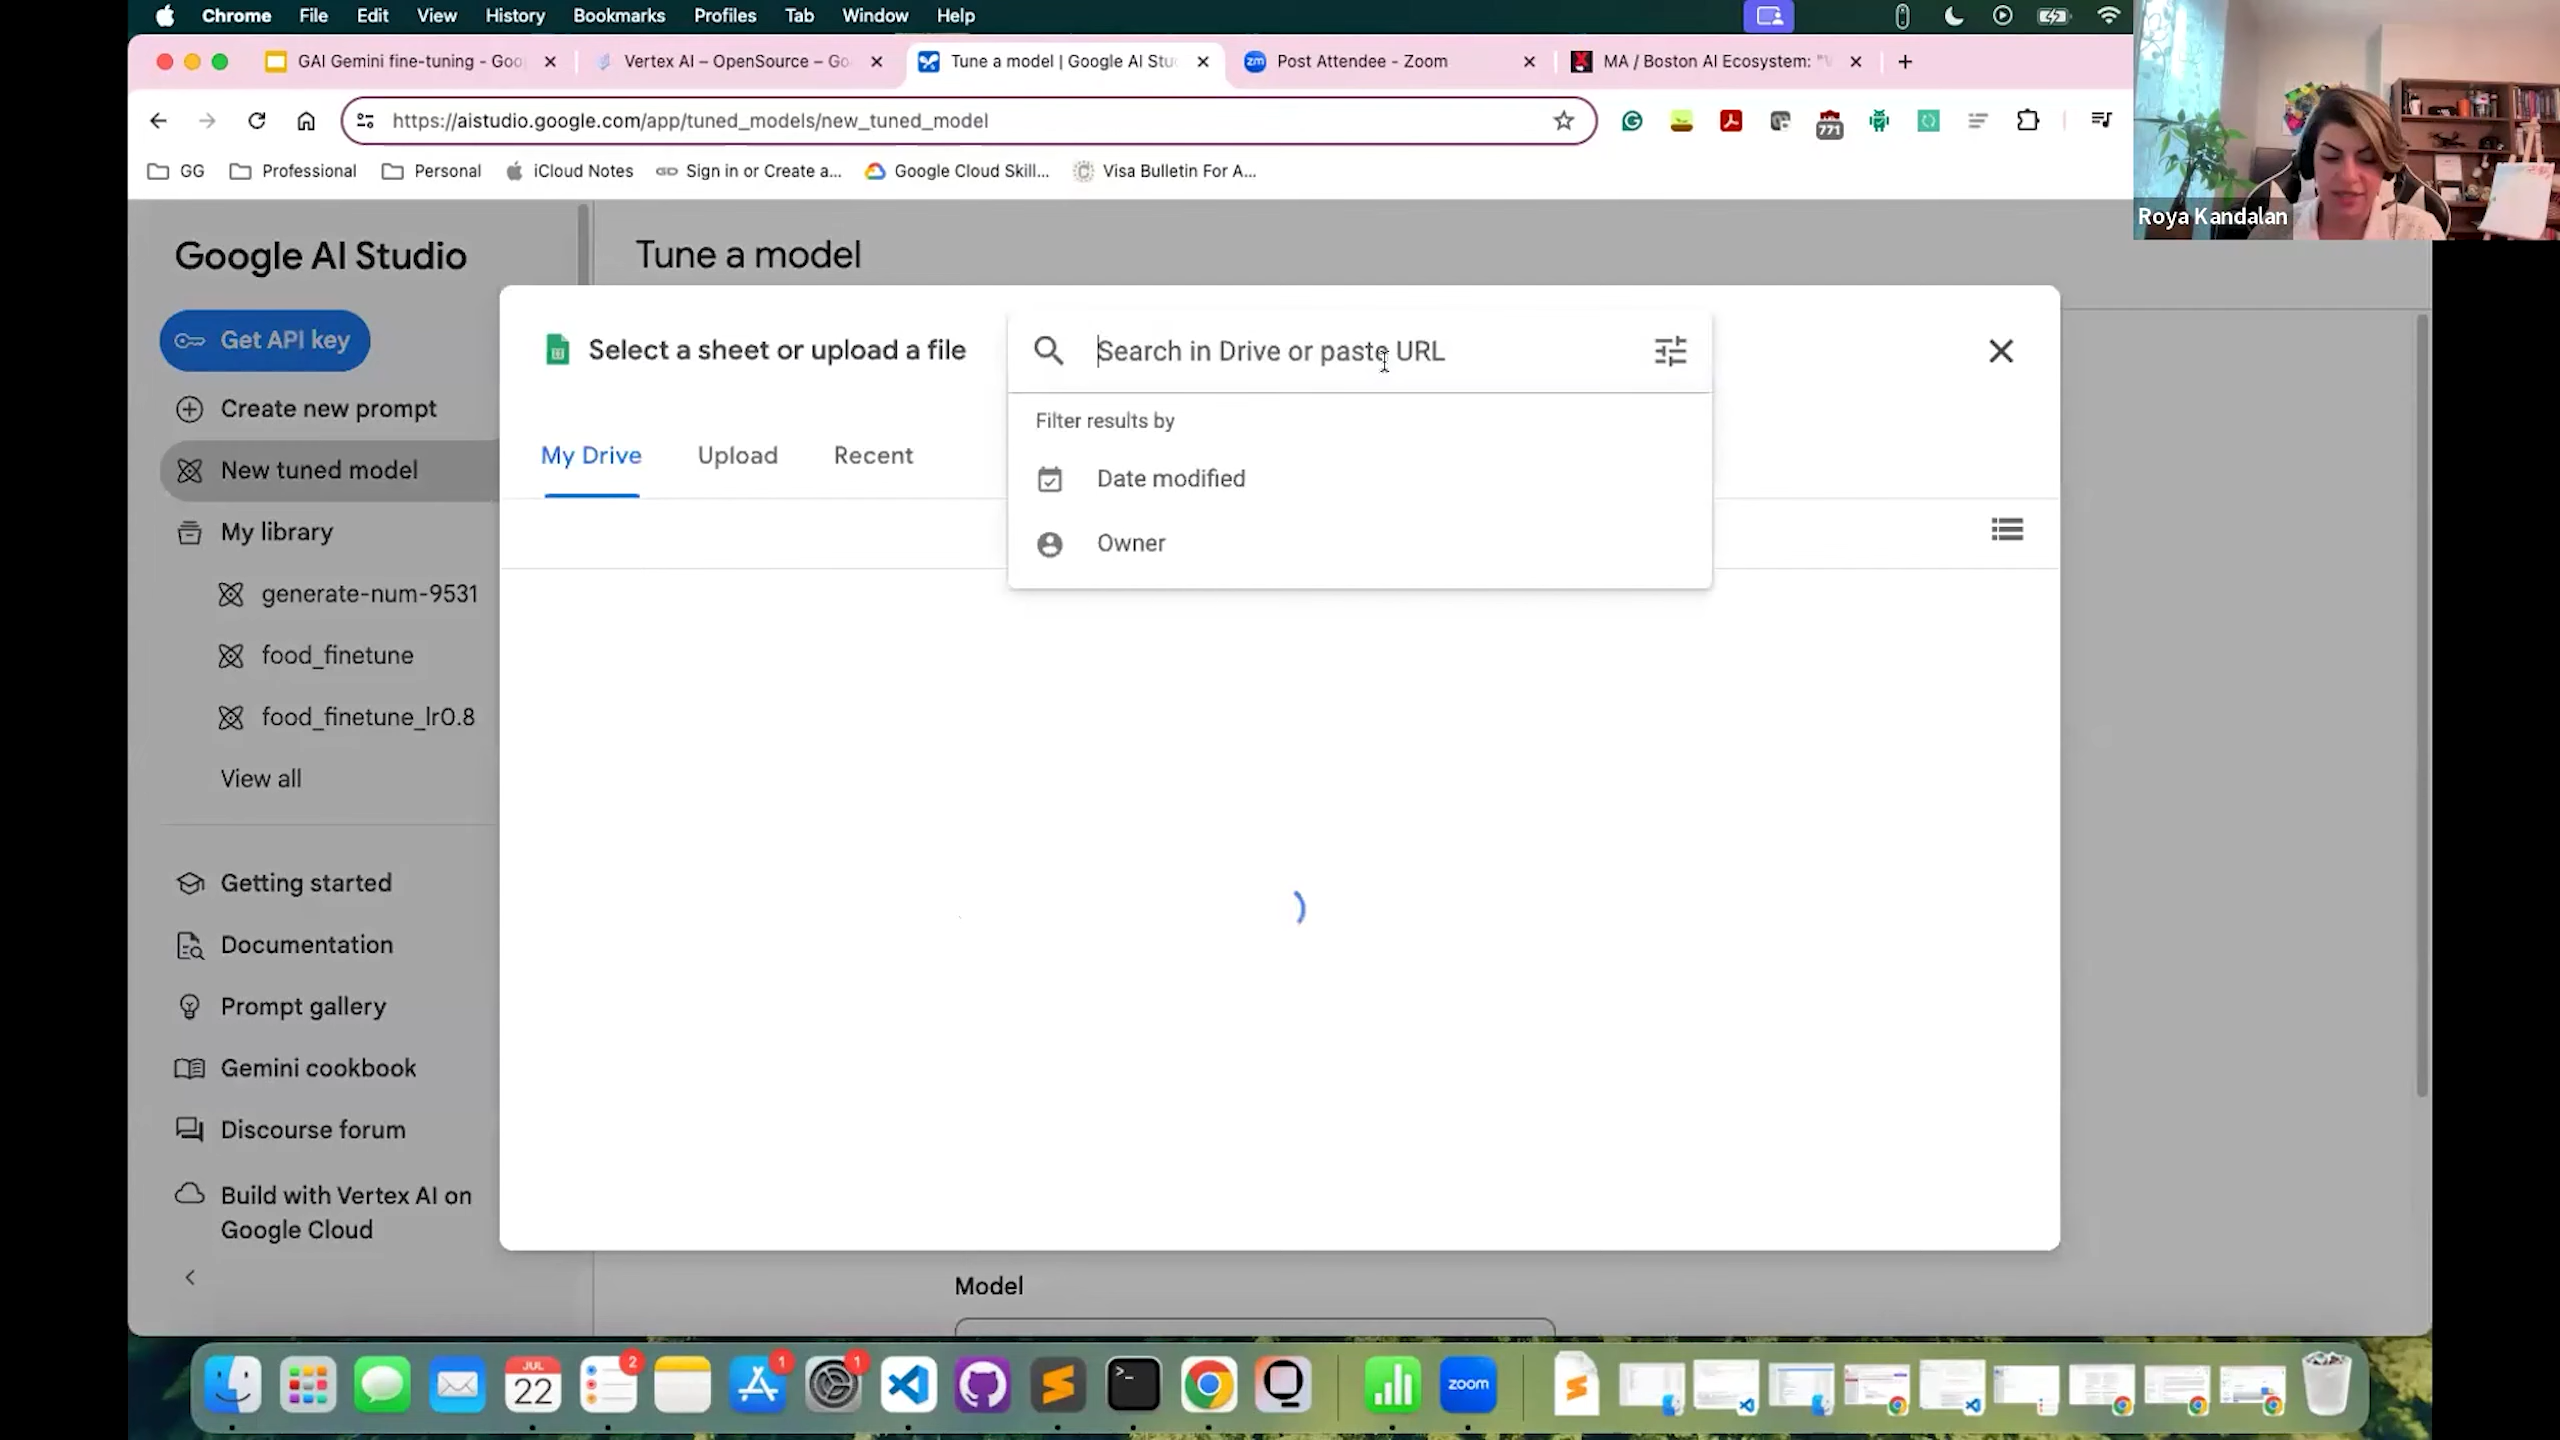 Chrome File Edit View History Bookmarks Profiles Tab Window Help
GAI Gemini fine-tuning - Goo
Vertex AI – OpenSource – Go
Tune a model | Google AI Stu
Post Attendee - Zoom
MA / Boston AI Ecosystem: "V
https://aistudio.google.com/app/tuned_models/new_tuned_model
771
GG
Professional
Personal
iCloud Notes
Sign in or Create a...
Google Cloud Skill...
Visa Bulletin For A...
Roya Kandalan
Google AI Studio
Tune a model
Get API key
Create new prompt
New tuned model
My library
generate-num-9531
food_finetune
food_finetune_lr0.8
View all
Getting started
Documentation
Prompt gallery
Gemini cookbook
Discourse forum
Build with Vertex AI on
Google Cloud
Select a sheet or upload a file
Search in Drive or paste URL
Filter results by
Date modified
Owner
My Drive
Upload
Recent
Model
JUL
22
2
1
1
zoom